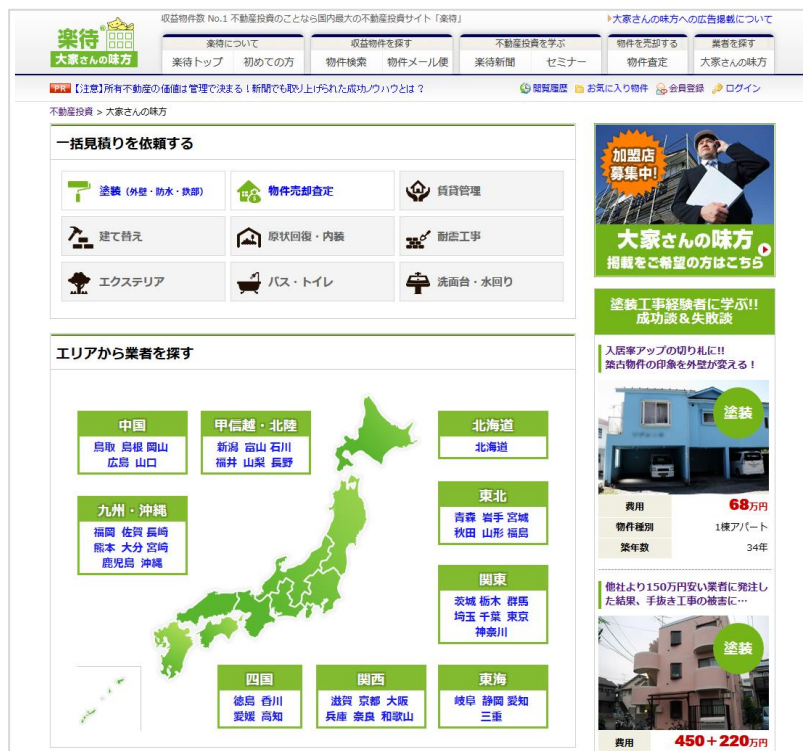 収益物件数 No.1 不動産投資のことなら国内最大の不動産投資サイト「楽待」
大家さんの味方への広告掲載について
楽待
大家さんの味方
楽待について
収益物件を探す
不動産投資を学ぶ
物件を売却する
業者を探す
楽待トップ 初めての方 物件検索 物件メール便 楽待新聞 セミナー 物件査定 大家さんの味方
PR 【注意】所有不動産の価値は管理で決まる!新聞でも取り上げられた成功ノウハウとは?
閲覧履歴 お気に入り物件 会員登録 ログイン
不動産投資 > 大家さんの味方
一括見積りを依頼する
塗装(外壁・防水・鉄部)
物件売却査定
賃貸管理
建て替え
原状回復・内装
耐震工事
エクステリア
バス・トイレ
洗面台・水回り
エリアから業者を探す
中国
鳥取 島根 岡山
広島 山口
甲信越・北陸
新潟 富山 石川
福井 山梨 長野
北海道
北海道
九州・沖縄
福岡 佐賀 長崎
熊本 大分 宮崎
鹿児島 沖縄
東北
青森 岩手 宮城
秋田 山形 福島
関東
茨城 栃木 群馬
埼玉 千葉 東京
神奈川
四国
徳島 香川
愛媛 高知
関西
滋賀 京都 大阪
兵庫 奈良 和歌山
東海
岐阜 静岡 愛知
三重
加盟店
募集中!
大家さんの味方
掲載をご希望の方はこちら
塗装工事経験者に学ぶ!!
成功談&失敗談
入居率アップの切り札に!!
築古物件の印象を外壁が変える!
塗装
費用 68万円
物件種別 1棟アパート
築年数 34年
他社より150万円安い業者に発注し
た結果、手抜き工事の被害に…
塗装
費用 450+220万円